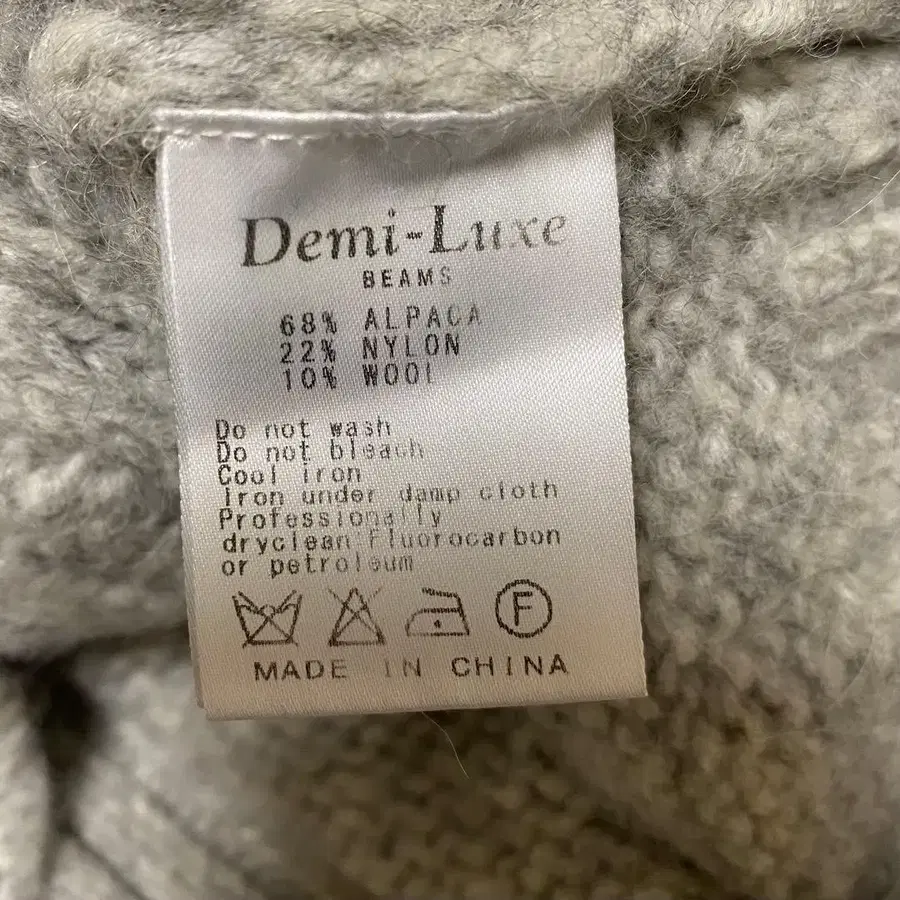 Demi-Luxe
BEAMS
68% ALPACA
22% NYLON
10% WOOL
Do not wash
Do not bleach
Cool iron
Iron under damp cloth
Professionally
dryclean Fluorocarbon
or petroleum
F
MADE IN CHINA